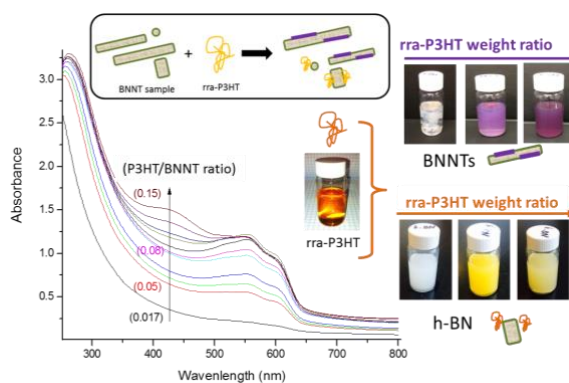 BNNT sample
+
rra-P3HT
Absorbance
3.0
2.5
2.0
1.5
1.0
0.5
(P3HT/BNNT ratio)
(0.15)
(0.08)
(0.05)
(0.017)
300
400
500
600
700
800
Wavelength (nm)
rra-P3HT
rra-P3HT weight ratio
BNNTs
rra-P3HT weight ratio
h-BN